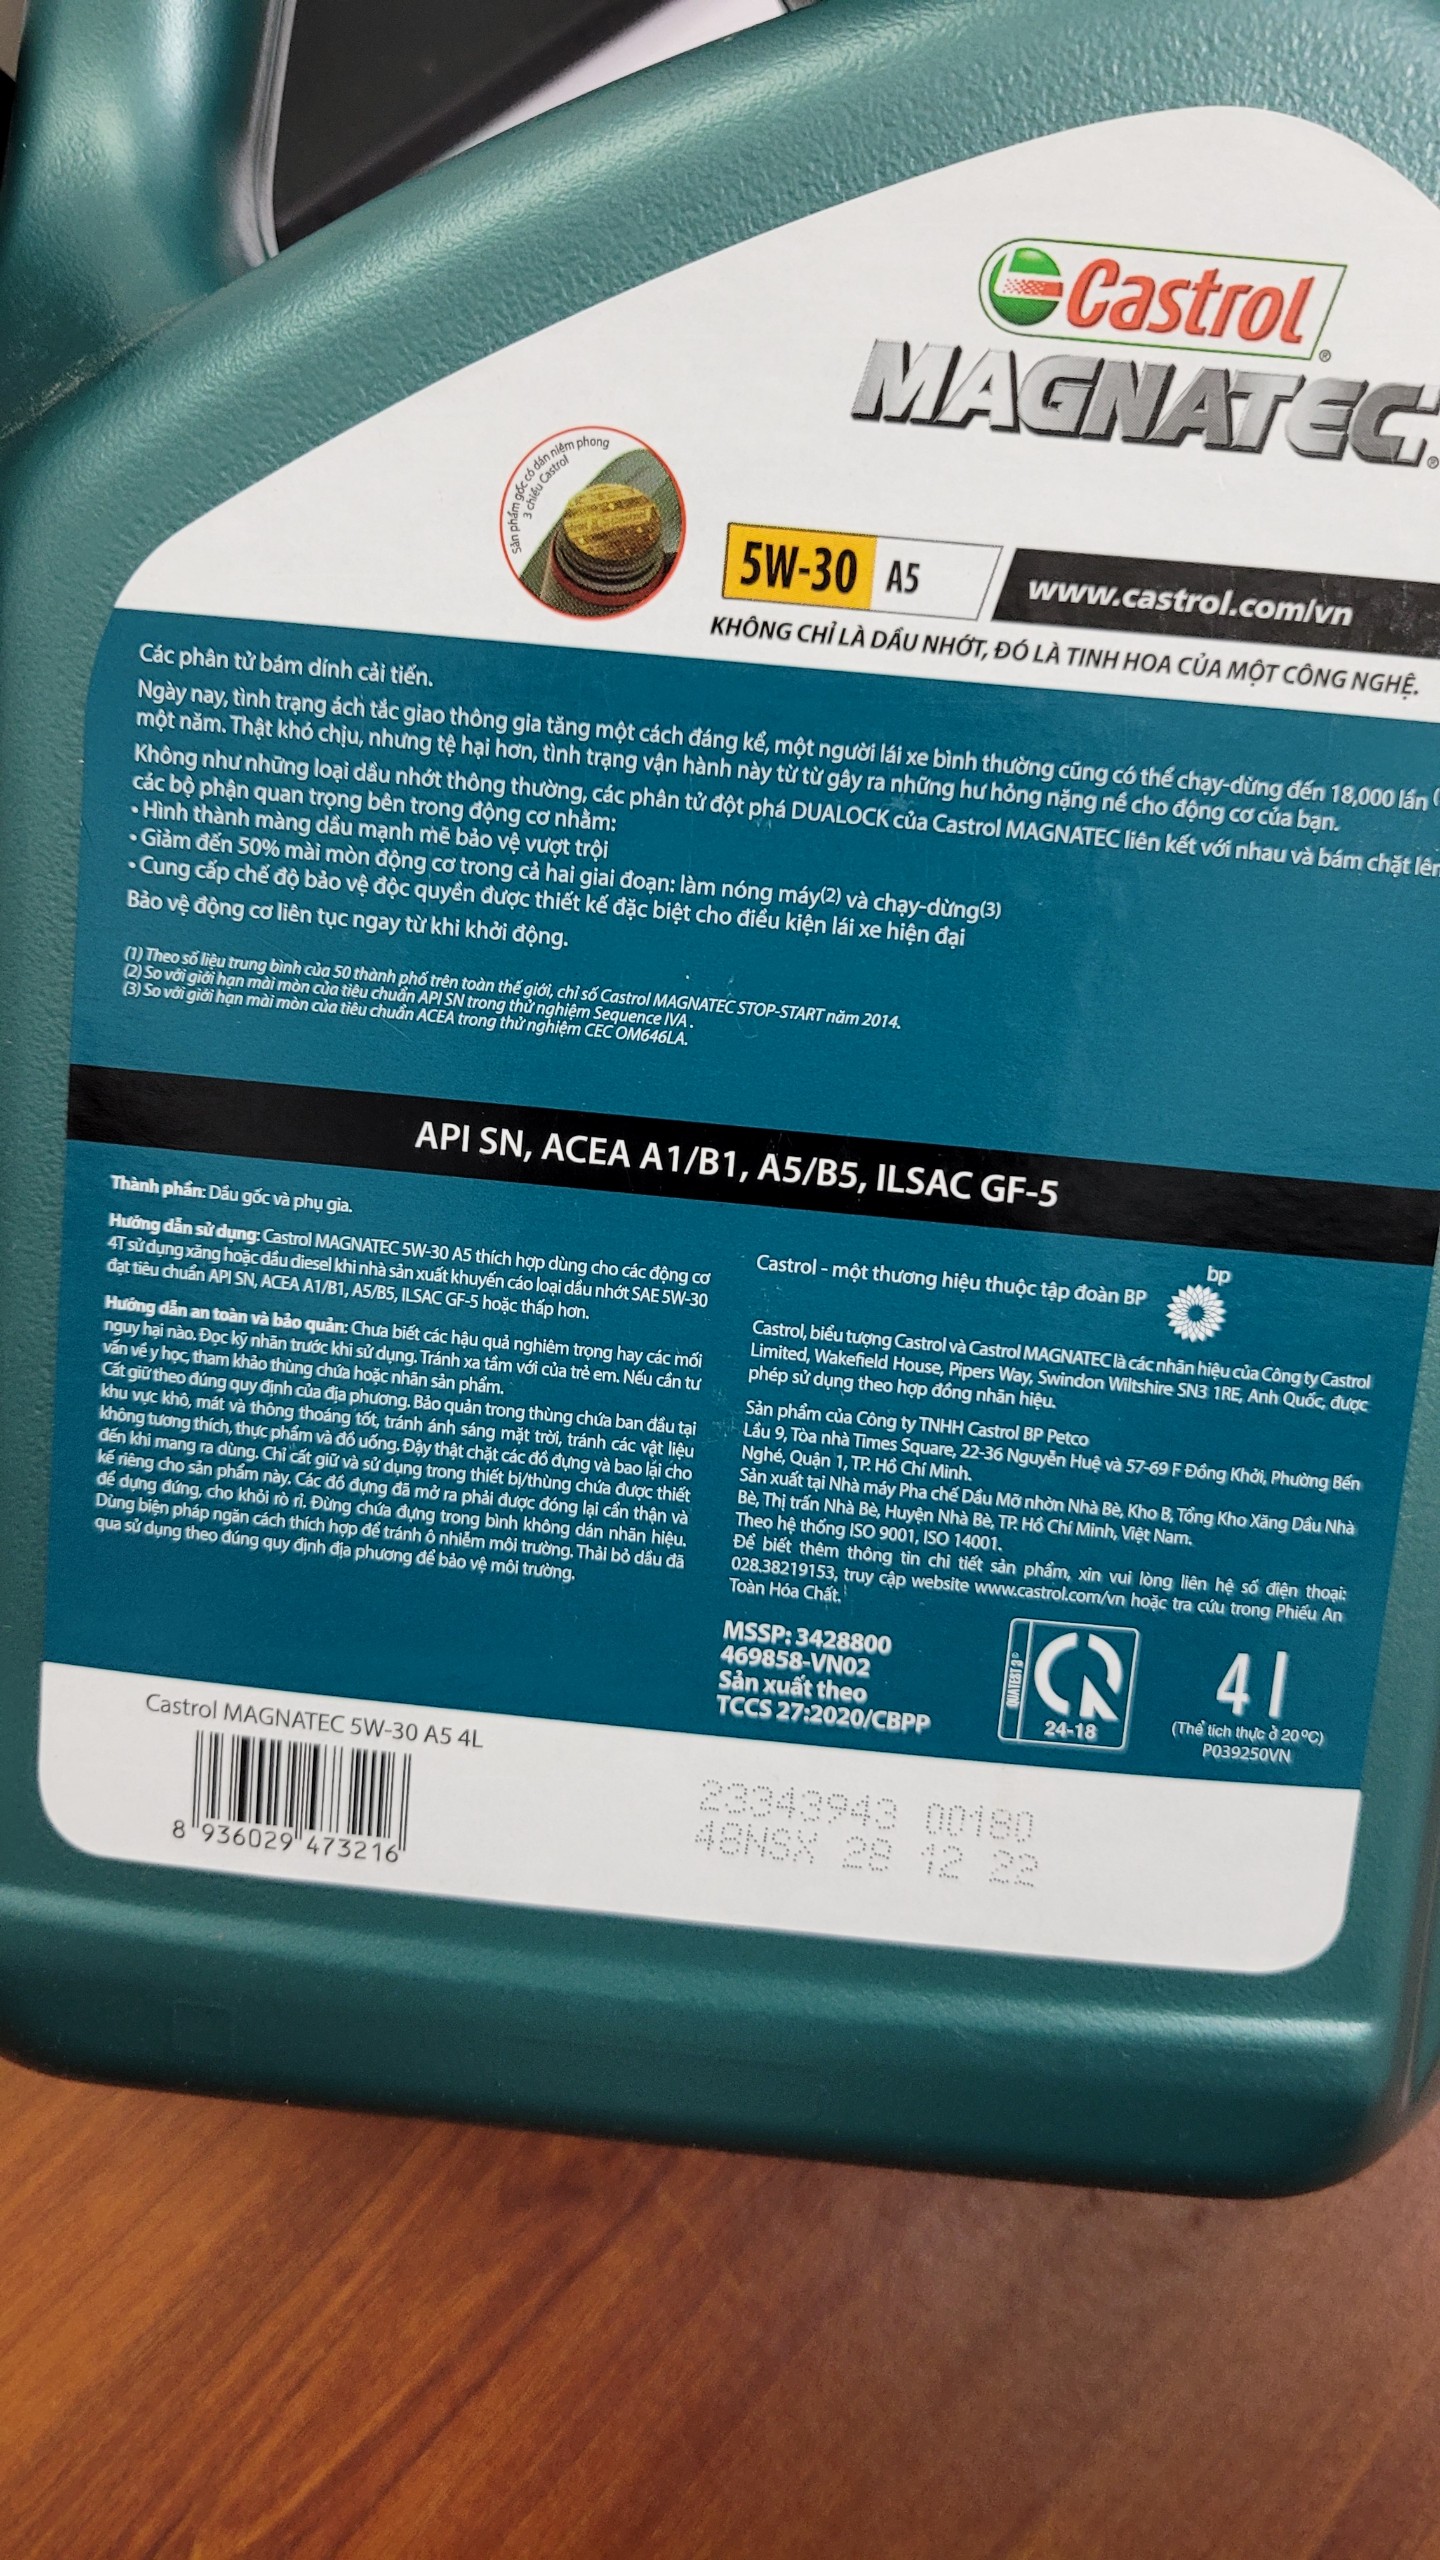 Castrol
MAGNATEC
Sản phẩm gốc có dán niêm phong
3 chiều Castrol
5W-30 A5
www.castrol.com/vn
KHÔNG CHỈ LÀ DẦU NHỚT, ĐÓ LÀ TINH HOA CỦA MỘT CÔNG NGHỆ.
Các phân tử bám dính cải tiến.
Ngày nay, tình trạng ách tắc giao thông gia tăng một cách đáng kể, một người lái xe bình thường cũng có thể chạy-dừng đến 18,000 lần
một năm. Thật khó chịu, nhưng tệ hại hơn, tình trạng vận hành này từ từ gây ra những hư hỏng nặng nề cho động cơ của bạn.
Không như những loại dầu nhớt thông thường, các phân tử đột phá DUALOCK của Castrol MAGNATEC liên kết với nhau và bám chặt lên
các bộ phận quan trọng bên trong động cơ nhằm:
• Hình thành màng dầu mạnh mẽ bảo vệ vượt trội
• Giảm đến 50% mài mòn động cơ trong cả hai giai đoạn: làm nóng máy(2) và chạy-dừng(3)
• Cung cấp chế độ bảo vệ độc quyền được thiết kế đặc biệt cho điều kiện lái xe hiện đại
Bảo vệ động cơ liên tục ngay từ khi khởi động.
(1) Theo số liệu trung bình của 50 thành phố trên toàn thế giới, chỉ số Castrol MAGNATEC STOP-START năm 2014.
(2) So với giới hạn mài mòn của tiêu chuẩn API SN trong thử nghiệm Sequence IVA.
(3) So với giới hạn mài mòn của tiêu chuẩn ACEA trong thử nghiệm CEC OM646LA.
API SN, ACEA A1/B1, A5/B5, ILSAC GF-5
Thành phần: Dầu gốc và phụ gia.
Hướng dẫn sử dụng: Castrol MAGNATEC 5W-30 A5 thích hợp dùng cho các động cơ
4T sử dụng xăng hoặc dầu diesel khi nhà sản xuất khuyến cáo loại dầu nhớt SAE 5W-30
đạt tiêu chuẩn API SN, ACEA A1/B1, A5/B5, ILSAC GF-5 hoặc thấp hơn.
Hướng dẫn an toàn và bảo quản: Chưa biết các hậu quả nghiêm trọng hay các mối
nguy hại nào. Đọc kỹ nhãn trước khi sử dụng. Tránh xa tầm với của trẻ em. Nếu cần tư
vấn về y học, tham khảo thùng chứa hoặc nhãn sản phẩm.
Cất giữ theo đúng quy định của địa phương. Bảo quản trong thùng chứa ban đầu tại
khu vực khô, mát và thông thoáng tốt, tránh ánh sáng mặt trời, tránh các vật liệu
không tương thích, thực phẩm và đồ uống. Đậy thật chặt các đồ đựng và bao lại cho
đến khi mang ra dùng. Chỉ cất giữ và sử dụng trong thiết bị/thùng chứa được thiết
kế riêng cho sản phẩm này. Các đồ đựng đã mở ra phải được đóng lại cẩn thận và
để dựng đứng, cho khỏi rò rỉ. Đừng chứa đựng trong bình không dán nhãn hiệu.
Dùng biện pháp ngăn cách thích hợp để tránh ô nhiễm môi trường. Thải bỏ dầu đã
qua sử dụng theo đúng quy định địa phương để bảo vệ môi trường.
Castrol - một thương hiệu thuộc tập đoàn BP
bp
Castrol, biểu tượng Castrol và Castrol MAGNATEC là các nhãn hiệu của Công ty Castrol
Limited, Wakefield House, Pipers Way, Swindon Wiltshire SN3 1RE, Anh Quốc, được
phép sử dụng theo hợp đồng nhãn hiệu.
Sản phẩm của Công ty TNHH Castrol BP Petco
Lầu 9, Tòa nhà Times Square, 22-36 Nguyễn Huệ và 57-69 F Đồng Khởi, Phường Bến
Nghé, Quận 1, TP. Hồ Chí Minh.
Sản xuất tại Nhà máy Pha chế Dầu Mỡ nhờn Nhà Bè, Kho B, Tổng Kho Xăng Dầu Nhà
Bè, Thị trấn Nhà Bè, Huyện Nhà Bè, TP. Hồ Chí Minh, Việt Nam.
Theo hệ thống ISO 9001, ISO 14001.
Để biết thêm thông tin chi tiết sản phẩm, xin vui lòng liên hệ số điện thoại:
028.38219153, truy cập website www.castrol.com/vn hoặc tra cứu trong Phiếu An
Toàn Hóa Chất.
MSSP: 3428800
469858-VN02
Sản xuất theo
TCCS 27:2020/CBPP
QUATEST 3
24-18
4 l
(Thể tích thực ở 20ºC)
P039250VN
Castrol MAGNATEC 5W-30 A5 4L
8 936029 473216
23343943 00180
48NSX 28 12 22